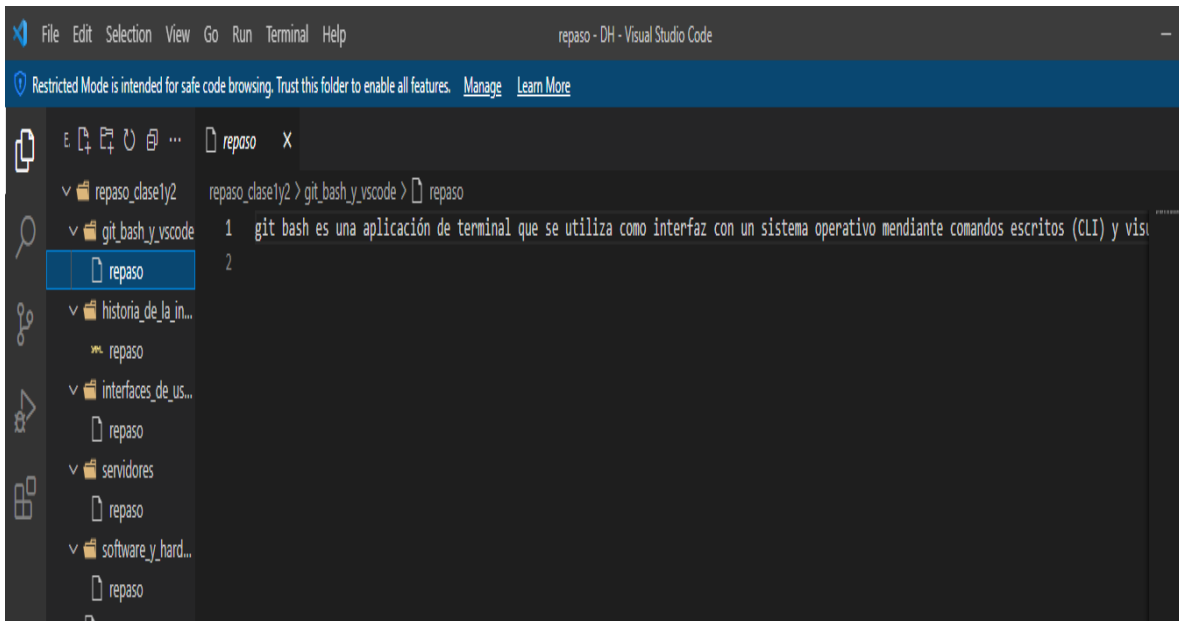 File Edit Selection View Go Run Terminal Help repaso - DH - Visual Studio Code
Restricted Mode is intended for safe code browsing. Trust this folder to enable all features. Manage Learn More
E ... repaso
repaso_clase1y2 repaso_clase1y2 > git_bash_y_vscode > repaso
git_bash_y_vscode 1 git bash es una aplicación de terminal que se utiliza como interfaz con un sistema operativo mendiante comandos escritos (CLI) y visu
repaso 2
historia_de_la_in...
repaso
interfaces_de_us...
repaso
servidores
repaso
software_y_hard...
repaso